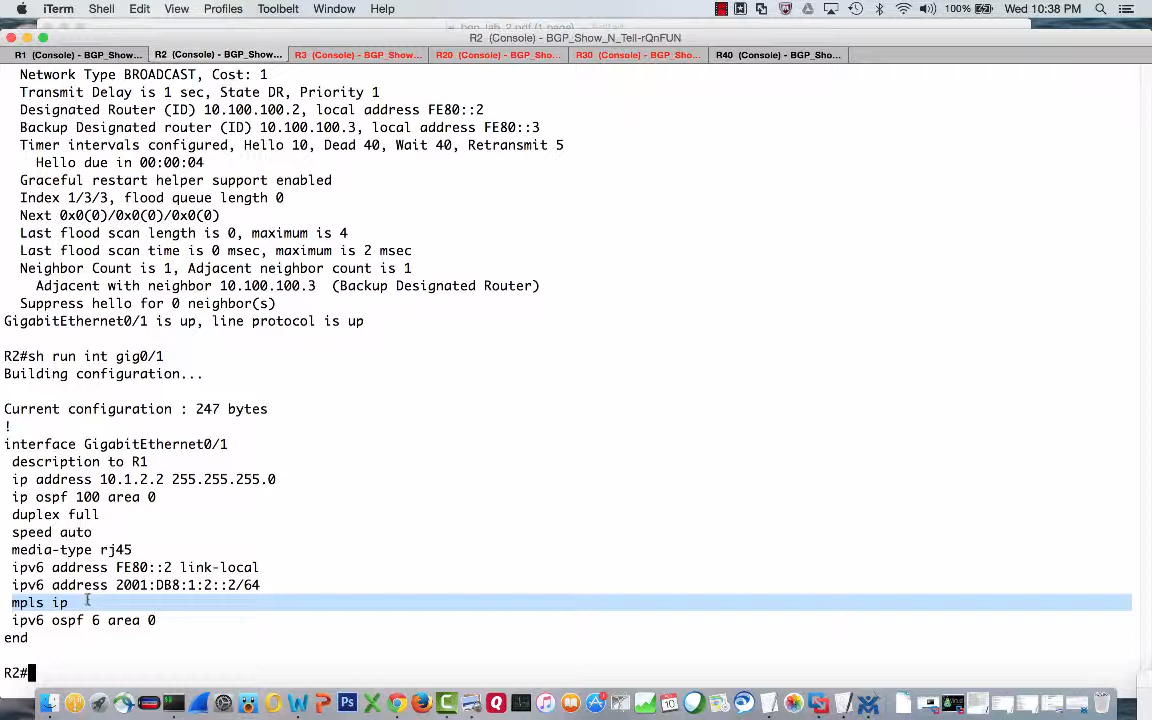 iTerm Shell Edit View Profiles Toolbelt Window Help 100% Wed 10:38 PM
R2 (Console) - BGP_Show_N_Tell-rQnFUN
R1 (Console) - BGP_Show... R2 (Console) - BGP_Show... R3 (Console) - BGP_Show... R20 (Console) - BGP_Sho... R30 (Console) - BGP_Sho... R40 (Console) - BGP_Sho...
Network Type BROADCAST, Cost: 1
Transmit Delay is 1 sec, State DR, Priority 1
Designated Router (ID) 10.100.100.2, local address FE80::2
Backup Designated router (ID) 10.100.100.3, local address FE80::3
Timer intervals configured, Hello 10, Dead 40, Wait 40, Retransmit 5
Hello due in 00:00:04
Graceful restart helper support enabled
Index 1/3/3, flood queue length 0
Next 0x0(0)/0x0(0)/0x0(0)
Last flood scan length is 0, maximum is 4
Last flood scan time is 0 msec, maximum is 2 msec
Neighbor Count is 1, Adjacent neighbor count is 1
Adjacent with neighbor 10.100.100.3 (Backup Designated Router)
Suppress hello for 0 neighbor(s)
GigabitEthernet0/1 is up, line protocol is up
R2#sh run int gig0/1
Building configuration...
Current configuration : 247 bytes
!
interface GigabitEthernet0/1
description to R1
ip address 10.1.2.2 255.255.255.0
ip ospf 100 area 0
duplex full
speed auto
media-type rj45
ipv6 address FE80::2 link-local
ipv6 address 2001:DB8:1:2::2/64
mpls ip
ipv6 ospf 6 area 0
end
R2#